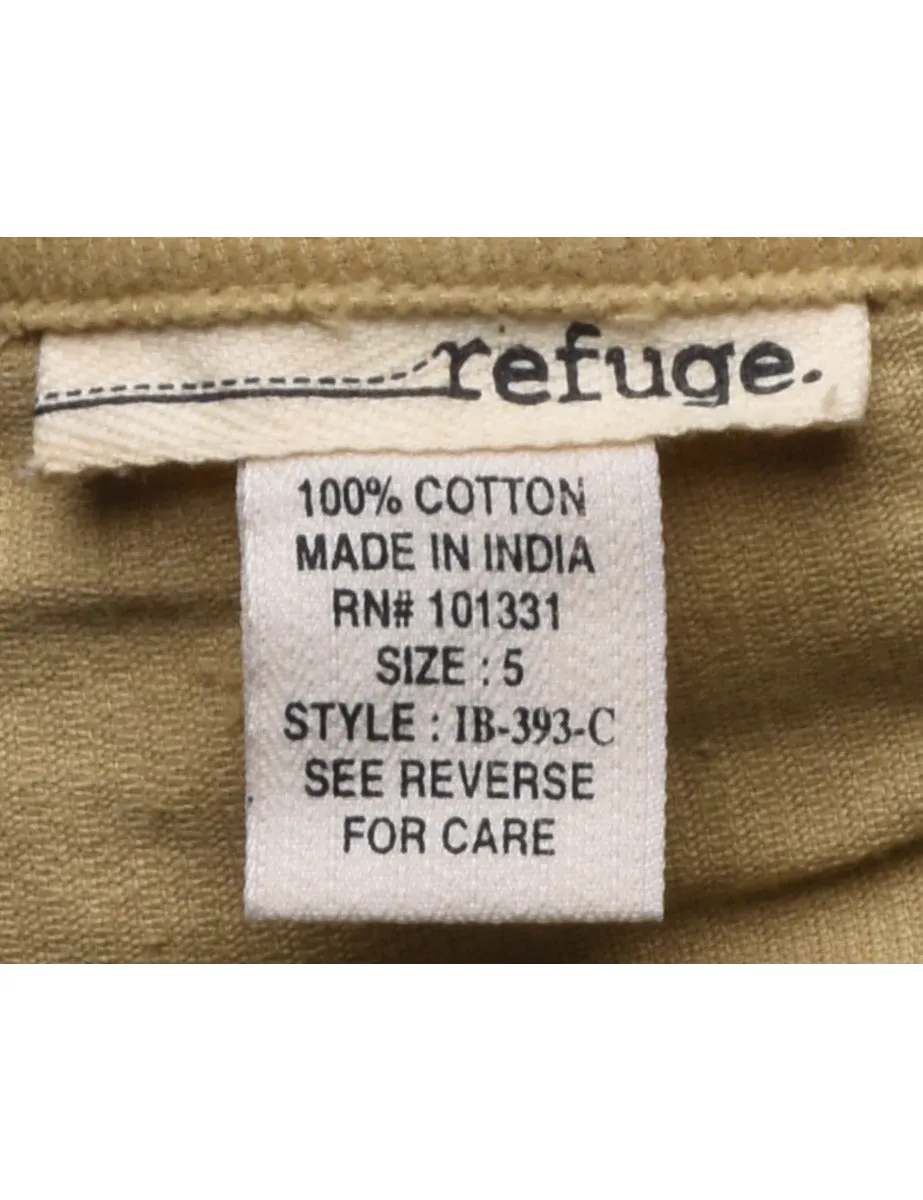 refuge.
100% COTTON
MADE IN INDIA
RN# 101331
SIZE : 5
STYLE : IB-393-C
SEE REVERSE
FOR CARE